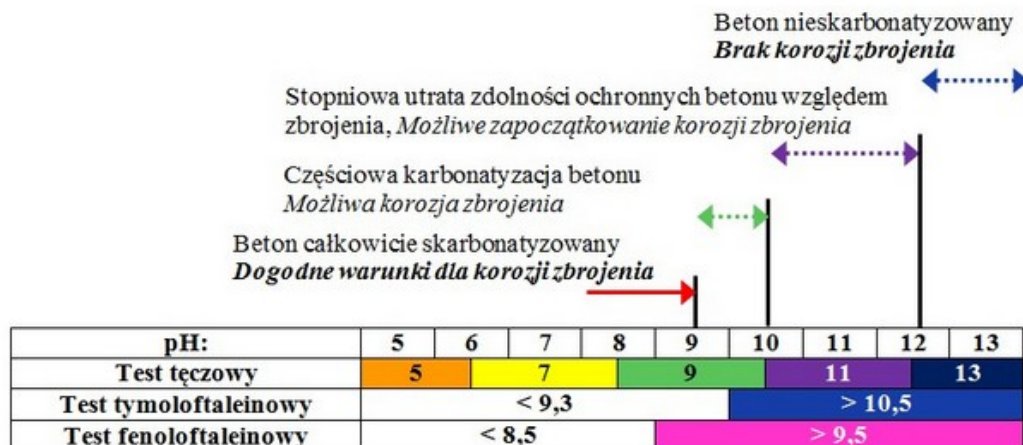 Beton nieskarbonatyzowany
Brak korozji zbrojenia
Stopniowa utrata zdolności ochronnych betonu względem
zbrojenia, Możliwe zapoczątkowanie korozji zbrojenia
Częściowa karbonatyzacja betonu
Możliwa korozja zbrojenia
Beton całkowicie skarbonatyzowany
Dogodne warunki dla korozji zbrojenia
pH: 5 6 7 8 9 10 11 12 13
Test tęczowy 5 7 9 11 13
Test tymoloftaleinowy < 9,3 > 10,5
Test fenoloftaleinowy < 8,5 > 9,5